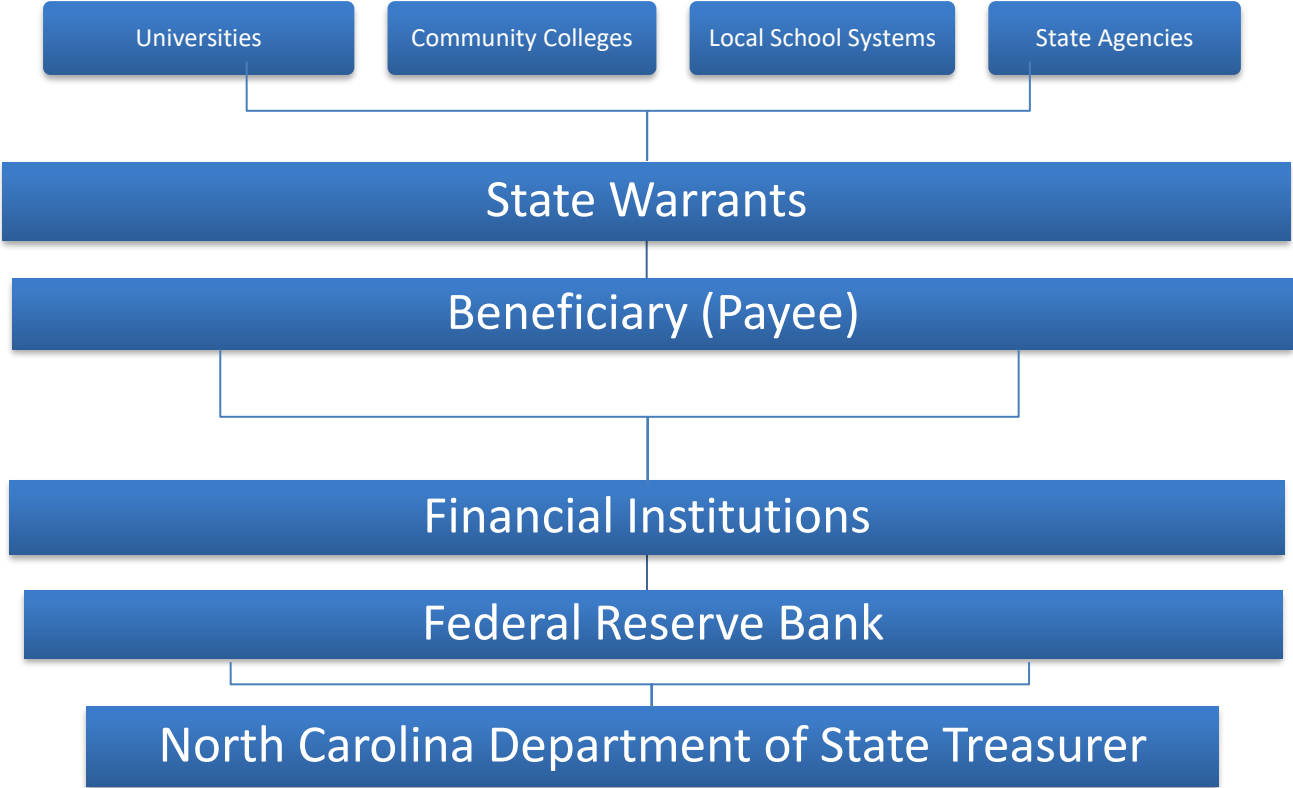 Universities
Community Colleges
Local School Systems
State Agencies
State Warrants
Beneficiary (Payee)
Financial Institutions
Federal Reserve Bank
North Carolina Department of State Treasurer